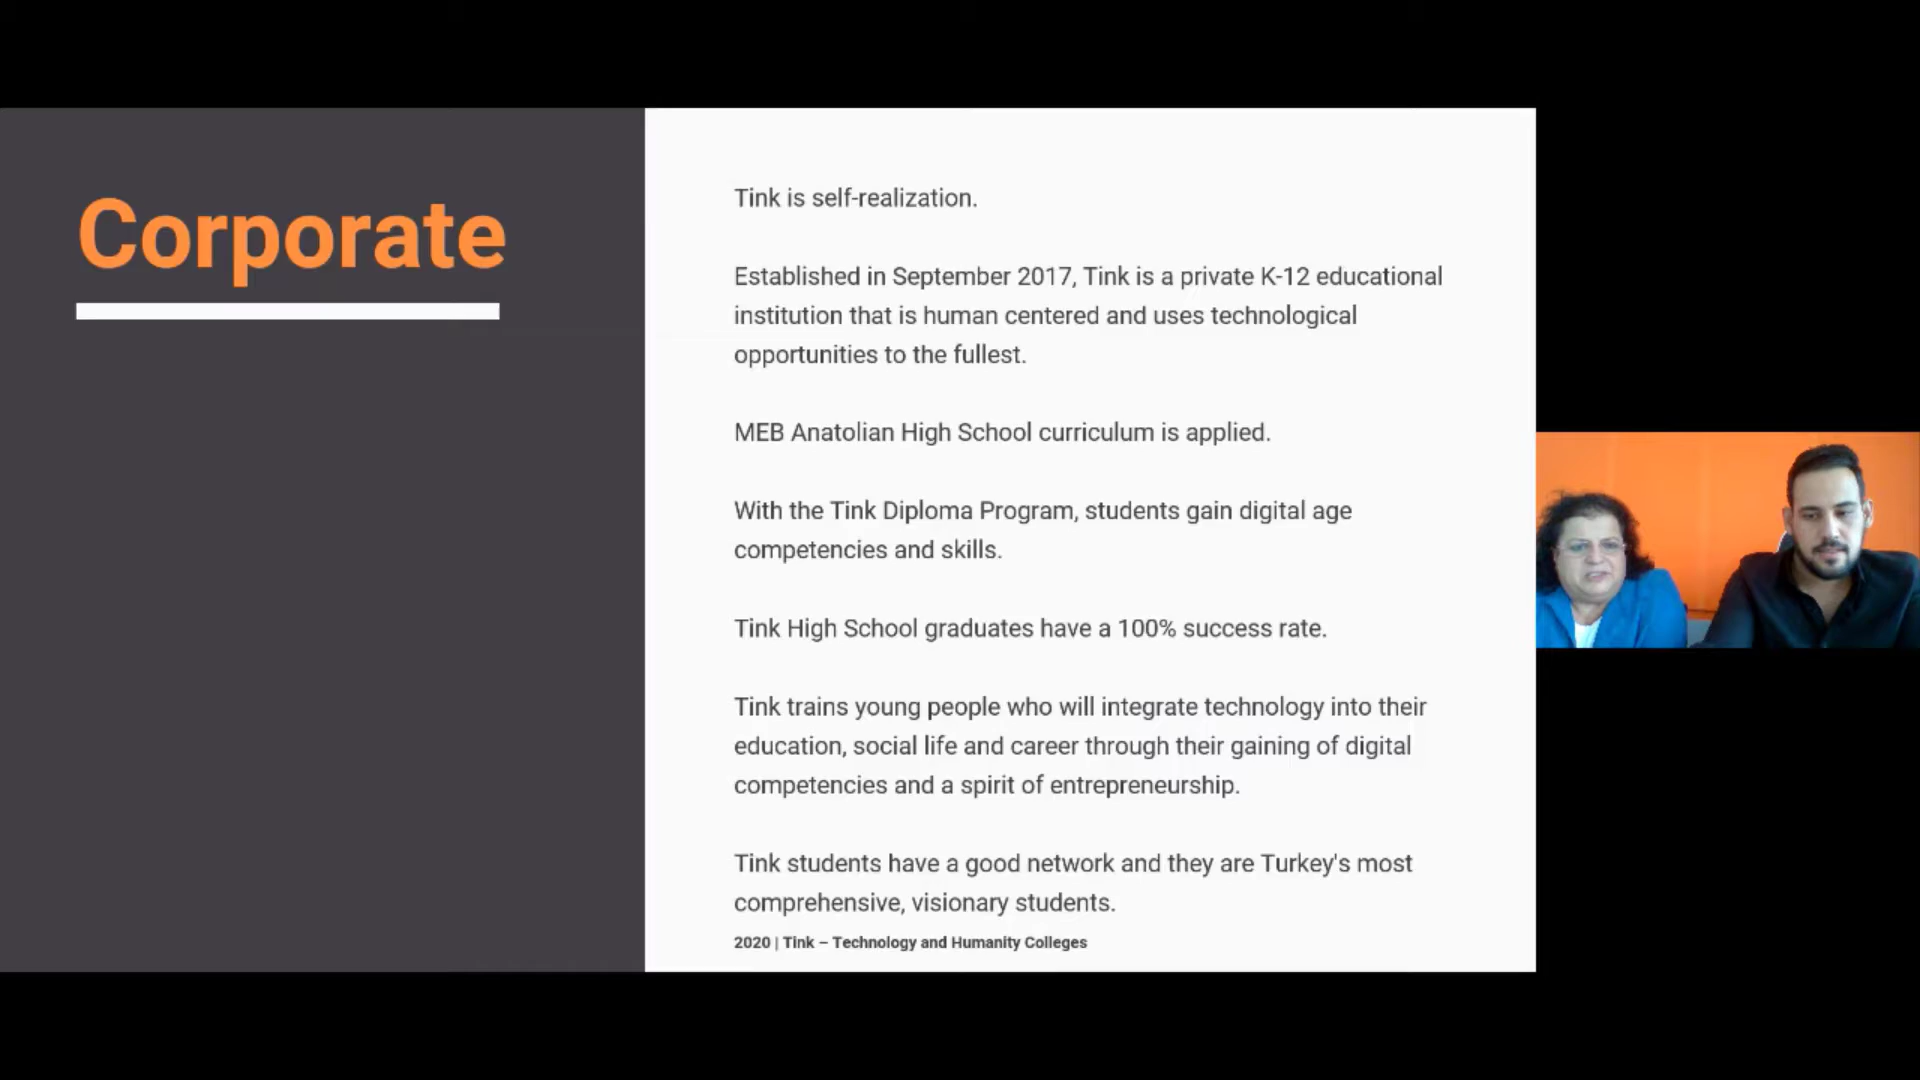 Corporate
Tink is self-realization.
Established in September 2017, Tink is a private K-12 educational
institution that is human centered and uses technological
opportunities to the fullest.
MEB Anatolian High School curriculum is applied.
With the Tink Diploma Program, students gain digital age
competencies and skills.
Tink High School graduates have a 100% success rate.
Tink trains young people who will integrate technology into their
education, social life and career through their gaining of digital
competencies and a spirit of entrepreneurship.
Tink students have a good network and they are Turkey's most
comprehensive, visionary students.
2020 | Tink – Technology and Humanity Colleges